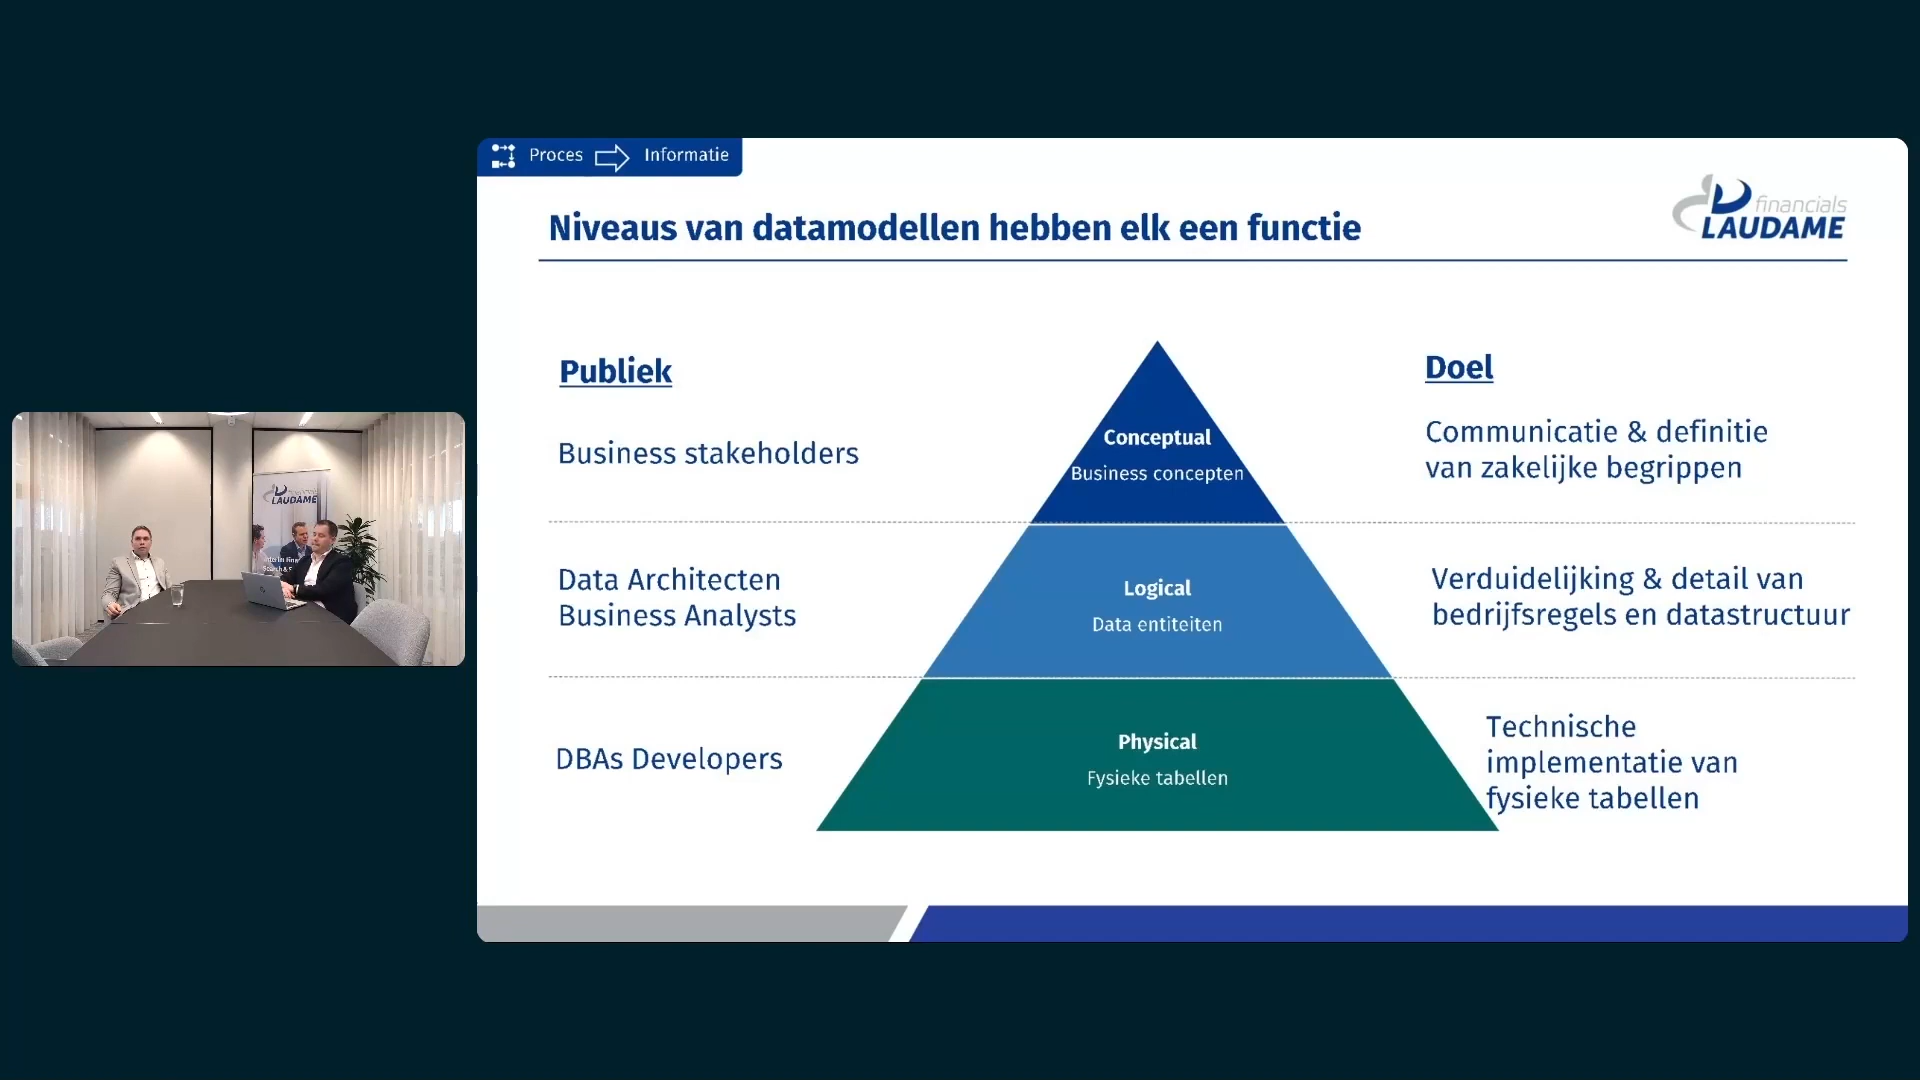 Proces
Informatie
Niveaus van datamodellen hebben elk een functie
financials
LAUDAME
Publiek
Doel
Conceptual
Business concepten
Business stakeholders
Communicatie & definitie
van zakelijke begrippen
Data Architecten
Business Analysts
Logical
Data entiteiten
Verduidelijking & detail van
bedrijfsregels en datastructuur
DBAs Developers
Physical
Fysieke tabellen
Technische
implementatie van
fysieke tabellen
LAUDAME